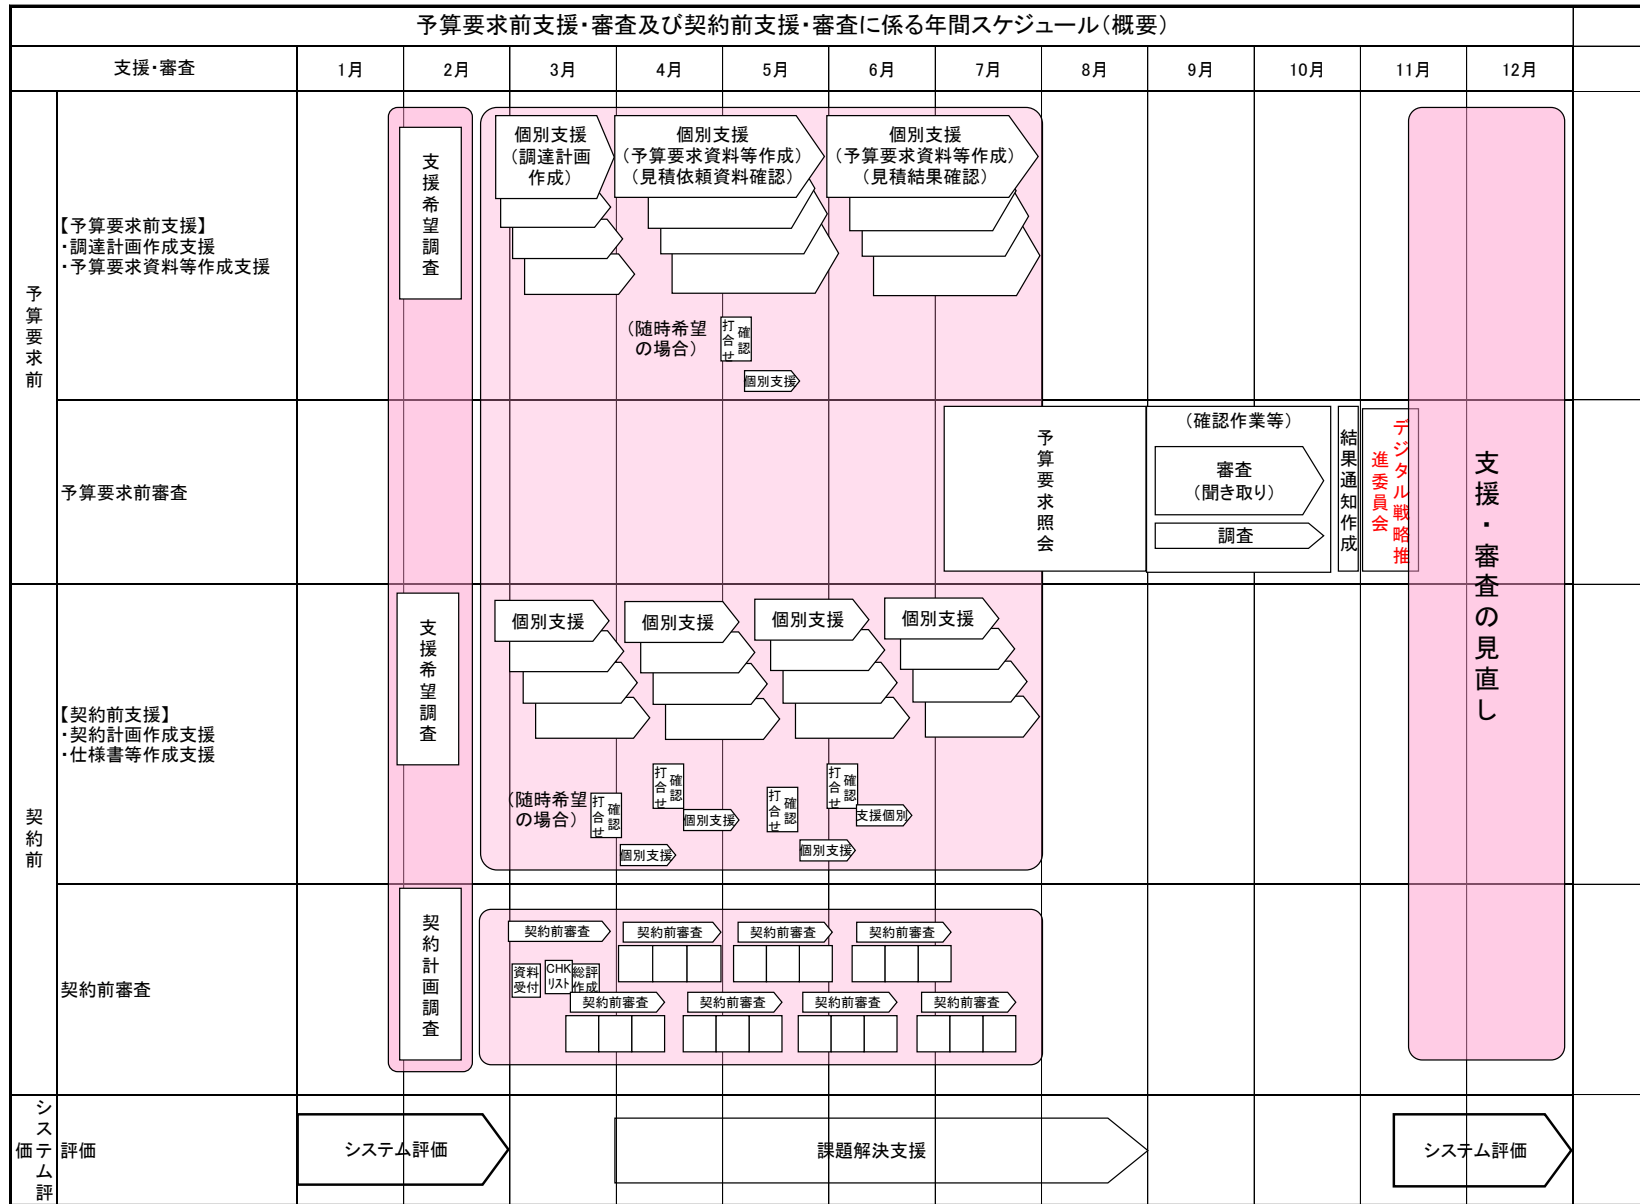 予算要求前支援・審査及び契約前支援・審査に係る年間スケジュール(概要)
支援・審査
1月
2月
3月
4月
5月
6月
7月
8月
9月
10月
11月
12月
予算要求前
【予算要求前支援】
・調達計画作成支援
・予算要求資料等作成支援
支援希望調査
個別支援
(調達計画
作成)
個別支援
(予算要求資料等作成)
(見積依頼資料確認)
個別支援
(予算要求資料等作成)
(見積結果確認)
(随時希望
の場合)
打合せ
確認
個別支援
予算要求前審査
予算要求照会
(確認作業等)
審査
(聞き取り)
調査
結果通知作成
デジタル戦略推
進委員会
支援・審査の見直し
契約前
【契約前支援】
・契約計画作成支援
・仕様書等作成支援
支援希望調査
個別支援
個別支援
個別支援
個別支援
(随時希望
の場合)
打合せ
確認
個別支援
打合せ
確認
個別支援
打合せ
確認
個別支援
打合せ
確認
支援個別
契約前審査
契約計画調査
契約前審査
契約前審査
契約前審査
契約前審査
資料
受付
CHK
リスト
総評
作成
契約前審査
契約前審査
契約前審査
契約前審査
システム評
価
評価
システム評価
課題解決支援
システム評価